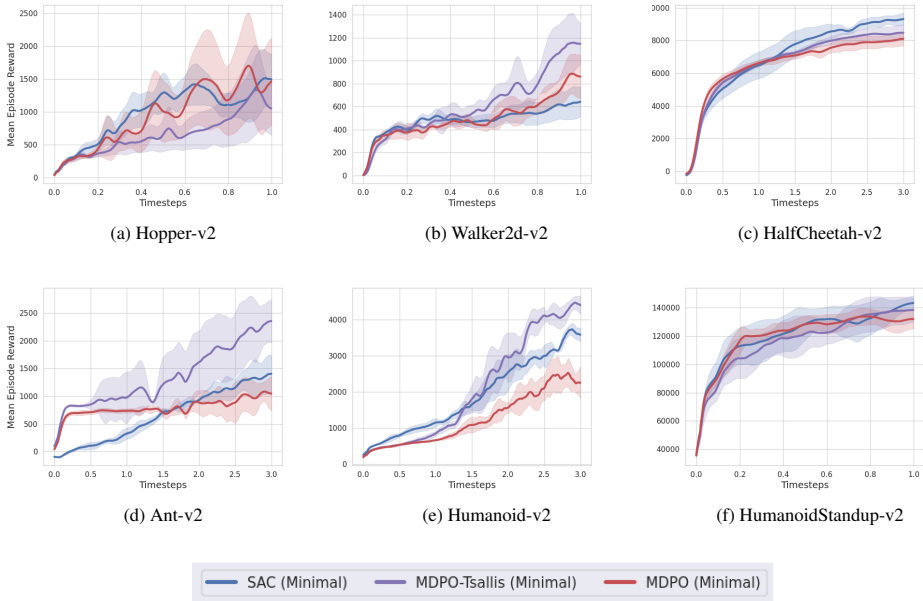 Mean Episode Reward
2500
2000
1500
1000
500
0
0.0 0.2 0.4 0.6 0.8 1.0
Timesteps
(a) Hopper-v2
1400
1200
1000
800
600
400
200
0
0.0 0.2 0.4 0.6 0.8 1.0
Timesteps
(b) Walker2d-v2
10000
8000
6000
4000
2000
0
0.0 0.5 1.0 1.5 2.0 2.5 3.0
Timesteps
(c) HalfCheetah-v2
Mean Episode Reward
2500
2000
1500
1000
500
0
0.0 0.5 1.0 1.5 2.0 2.5 3.0
Timesteps
(d) Ant-v2
4000
3000
2000
1000
0
0.0 0.5 1.0 1.5 2.0 2.5 3.0
Timesteps
(e) Humanoid-v2
140000
120000
100000
80000
60000
40000
0.0 0.2 0.4 0.6 0.8 1.0
Timesteps
(f) HumanoidStandup-v2
SAC (Minimal) MDPO-Tsallis (Minimal) MDPO (Minimal)